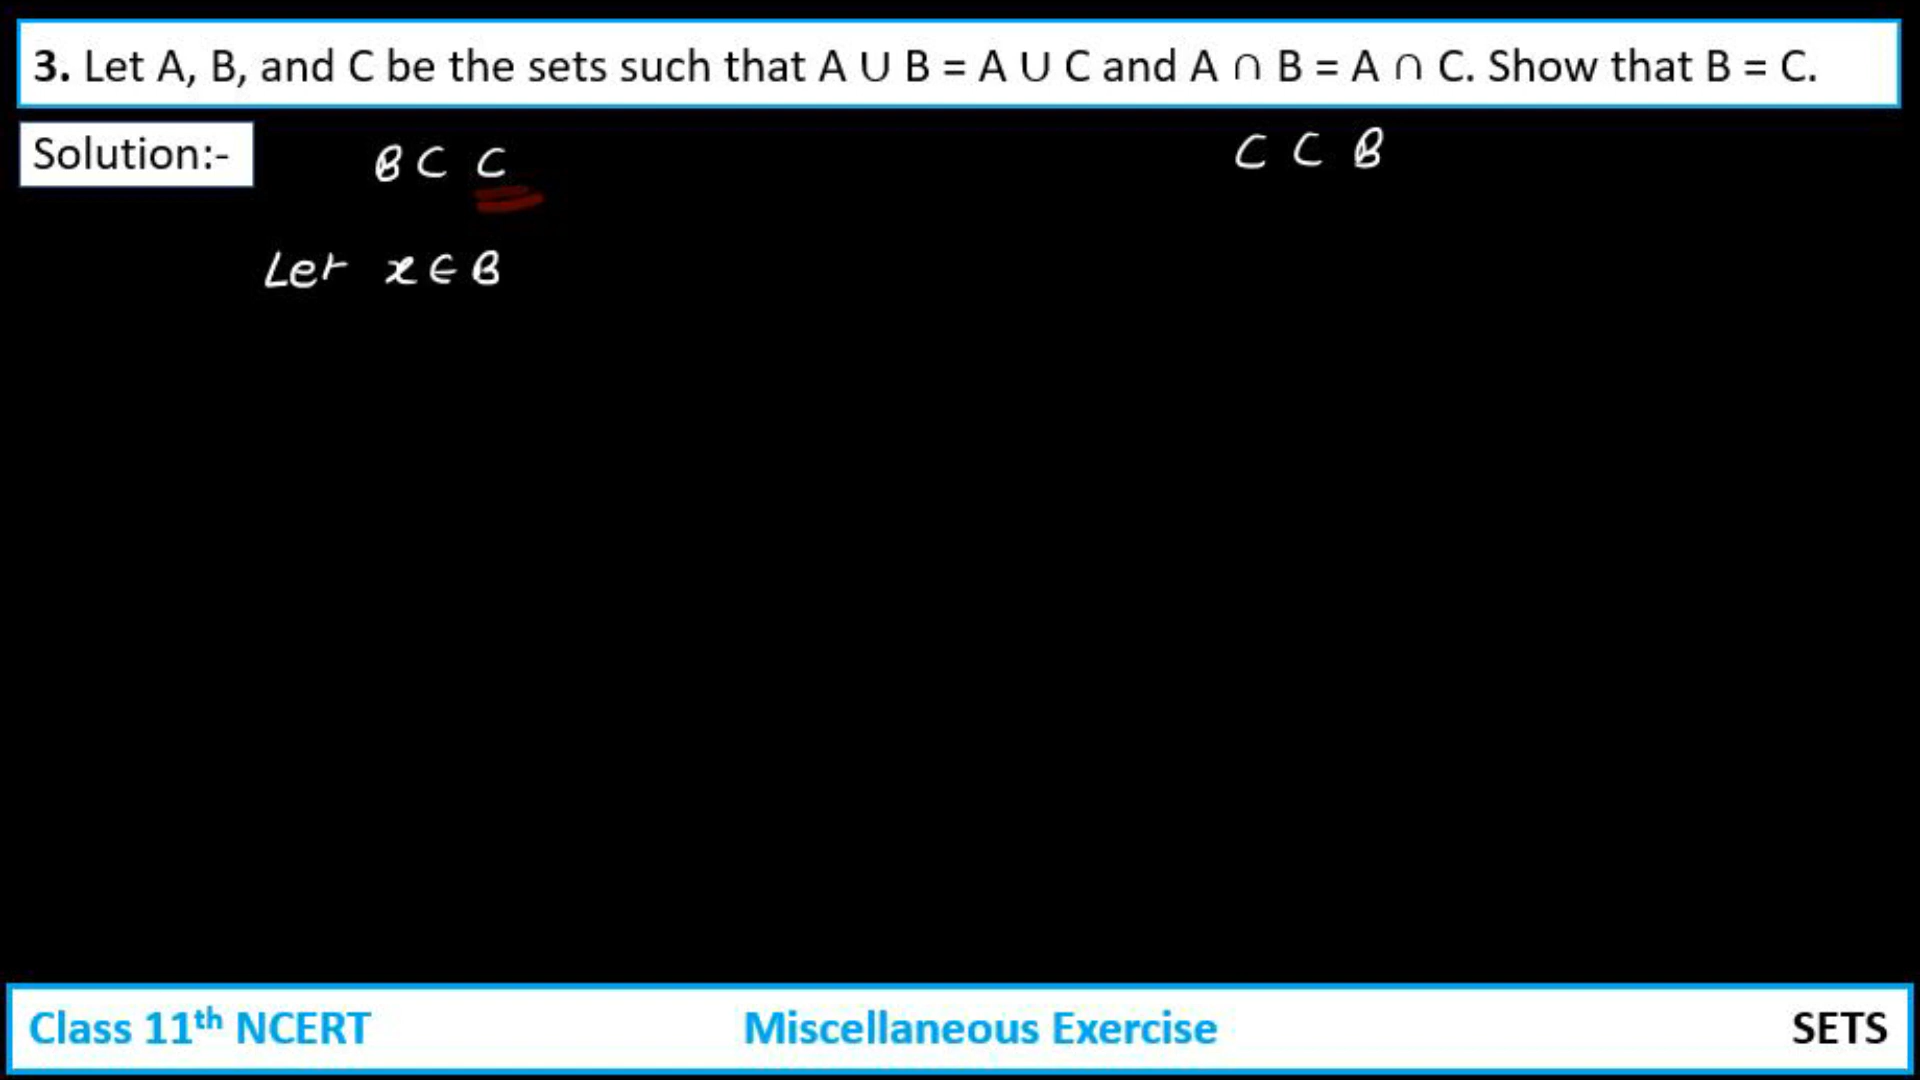 3. Let A, B, and C be the sets such that A ∪ B = A ∪ C and A ∩ B = A ∩ C. Show that B = C.
Solution:- B ⊂ C C ⊂ B
Let x ∈ B
Class 11th NCERT Miscellaneous Exercise SETS